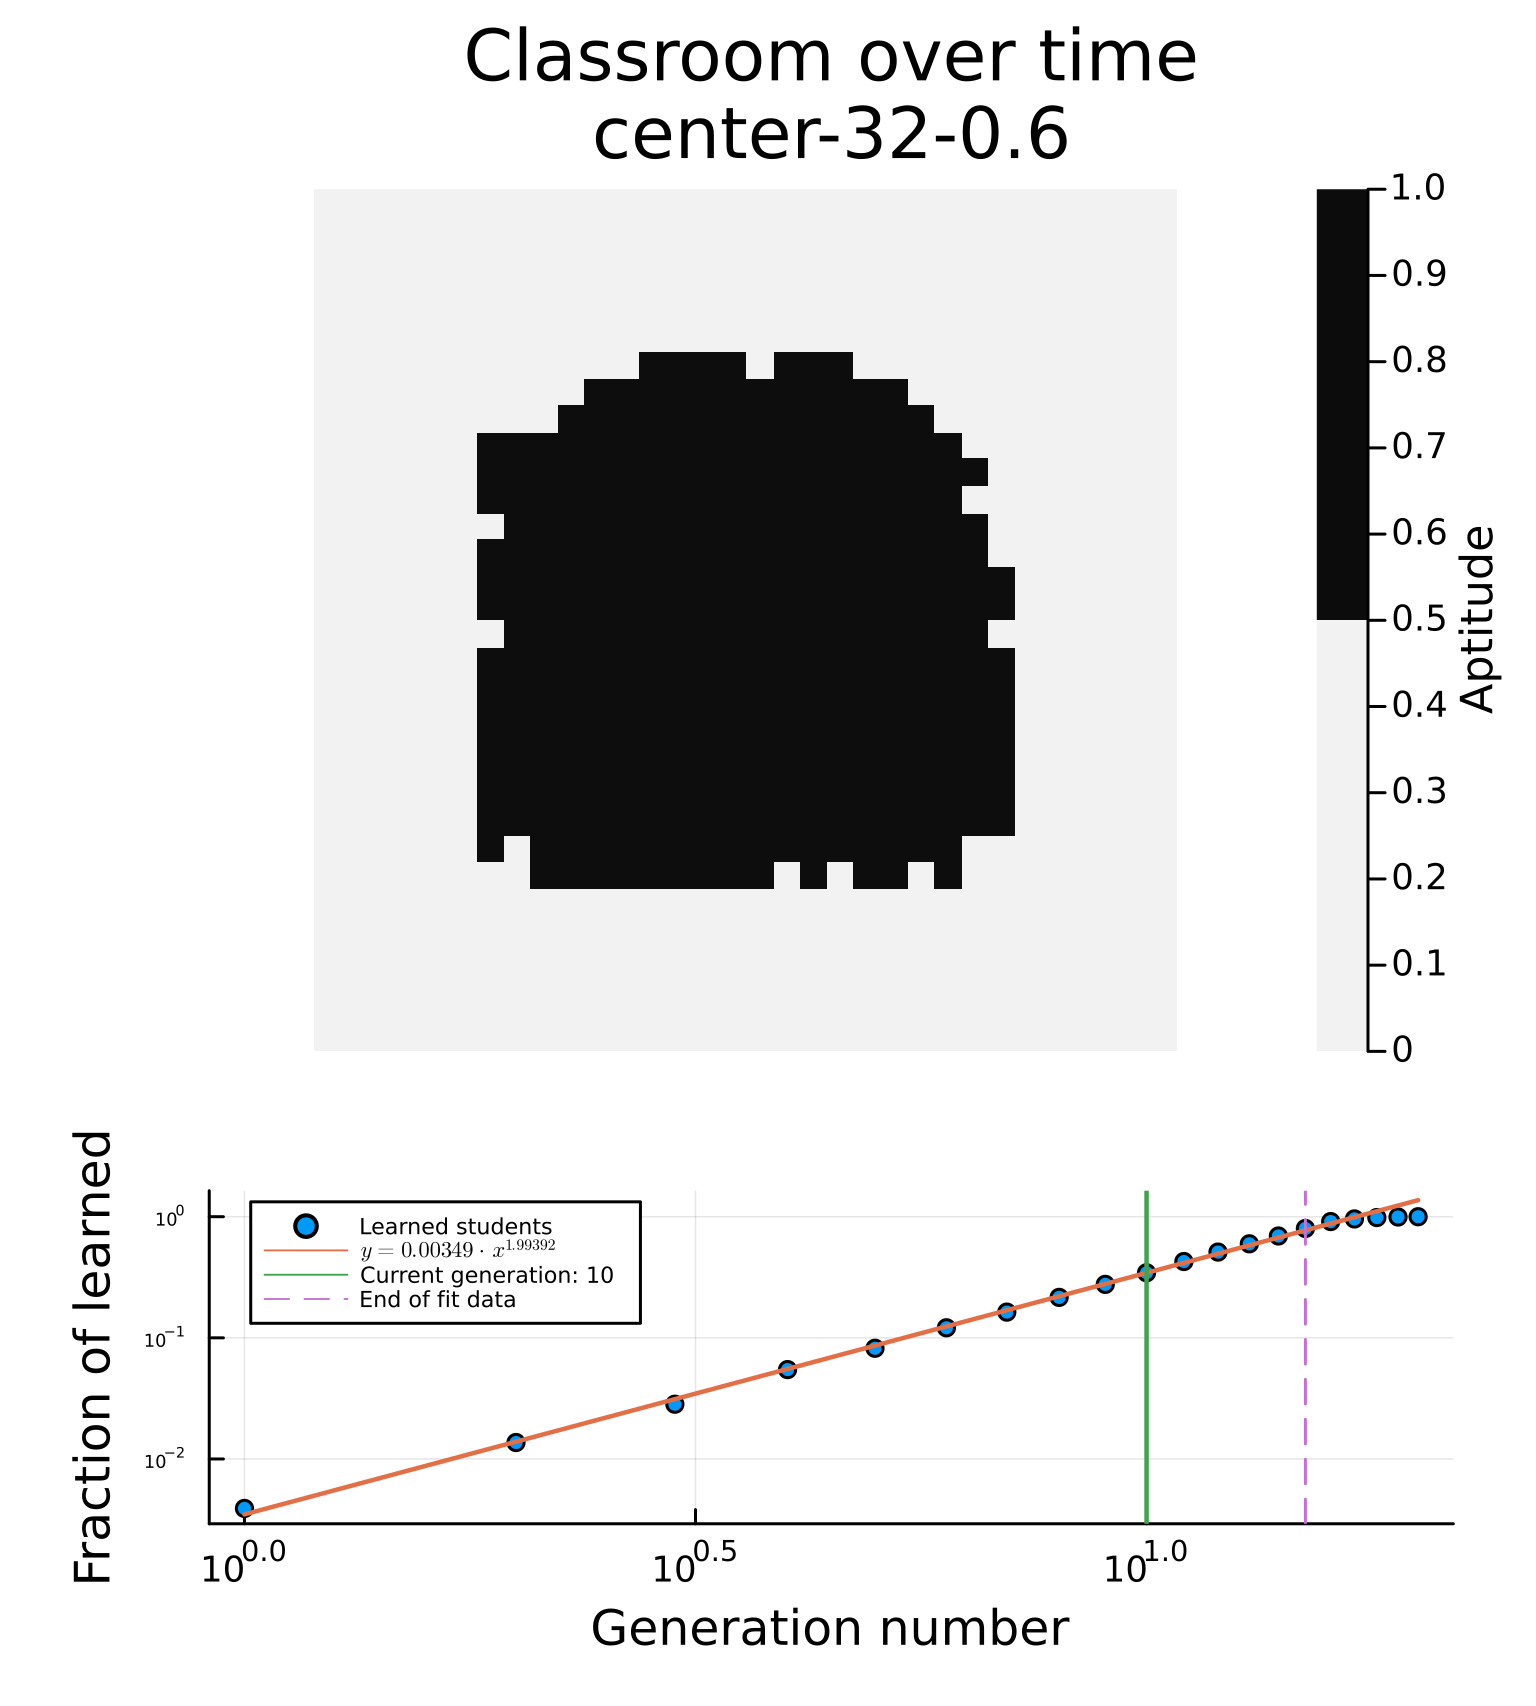 Classroom over time
center-32-0.6
1.0
0.9
0.8
0.7
0.6
0.5
0.4
0.3
0.2
0.1
0
Aptitude
Fraction of learned
10⁰
10⁻¹
10⁻²
Learned students
y = 0.00349 · x^1.99392
Current generation: 10
End of fit data
10^0.0
10^0.5
10^1.0
Generation number